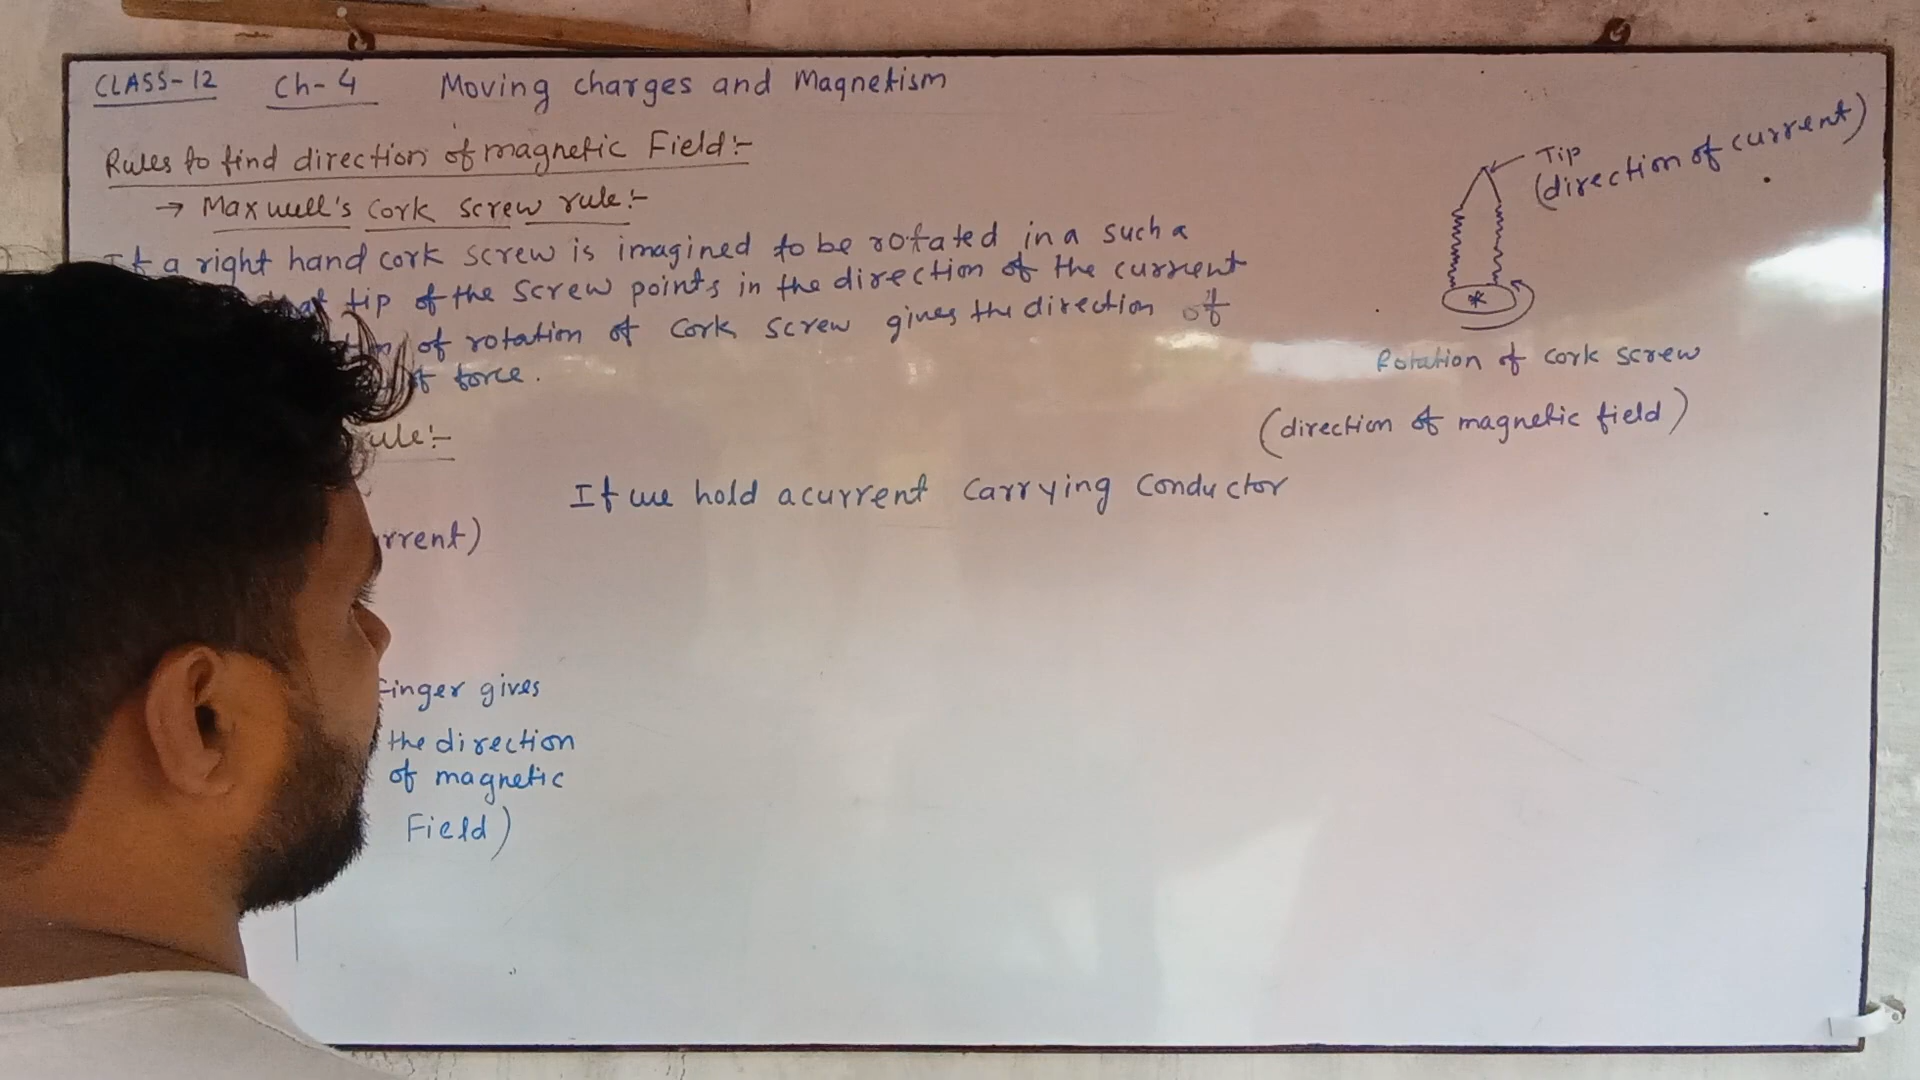 CLASS-12 Ch-4 Moving charges and Magnetism
Rules to find direction of magnetic Field:-
→ Maxwell's cork screw rule:-
If a right hand cork screw is imagined to be rotated in a such a
tip of the screw points in the direction of the current
of rotation of cork screw gives the direction of
of force.
Tip
(direction of current)
Rotation of cork screw
(direction of magnetic field)
If we hold a current carrying conductor
finger gives
the direction
of magnetic
Field)